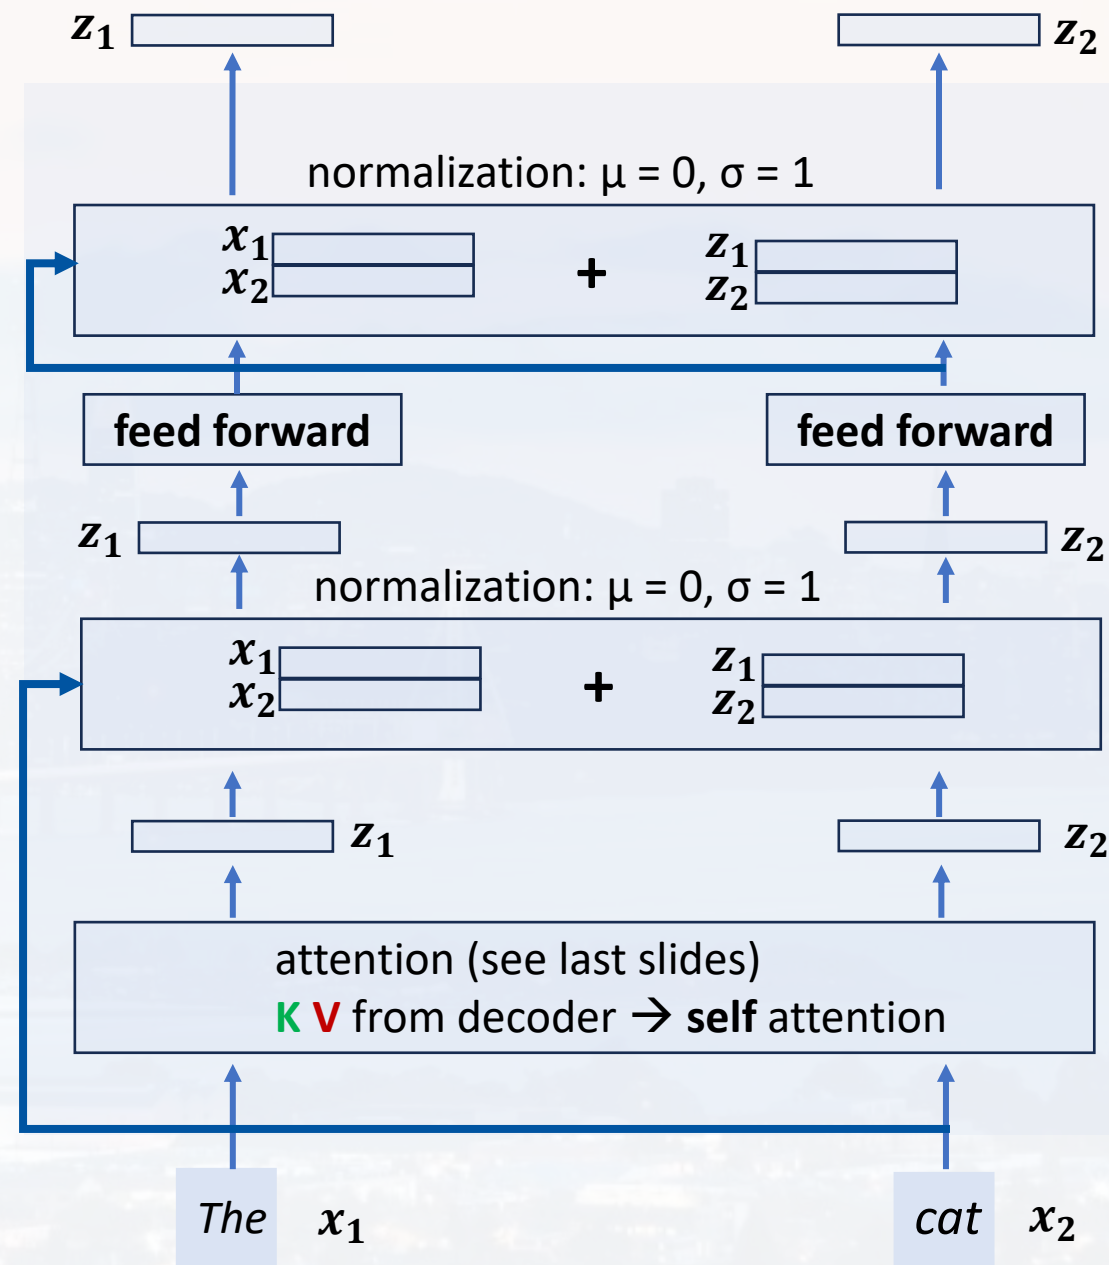 z₁ z₂
normalization: μ = 0, σ = 1
x₁ z₁
+
x₂ z₂
feed forward feed forward
z₁ z₂
normalization: μ = 0, σ = 1
x₁ z₁
+
x₂ z₂
z₁ z₂
attention (see last slides)
K V from decoder → self attention
The x₁ cat x₂